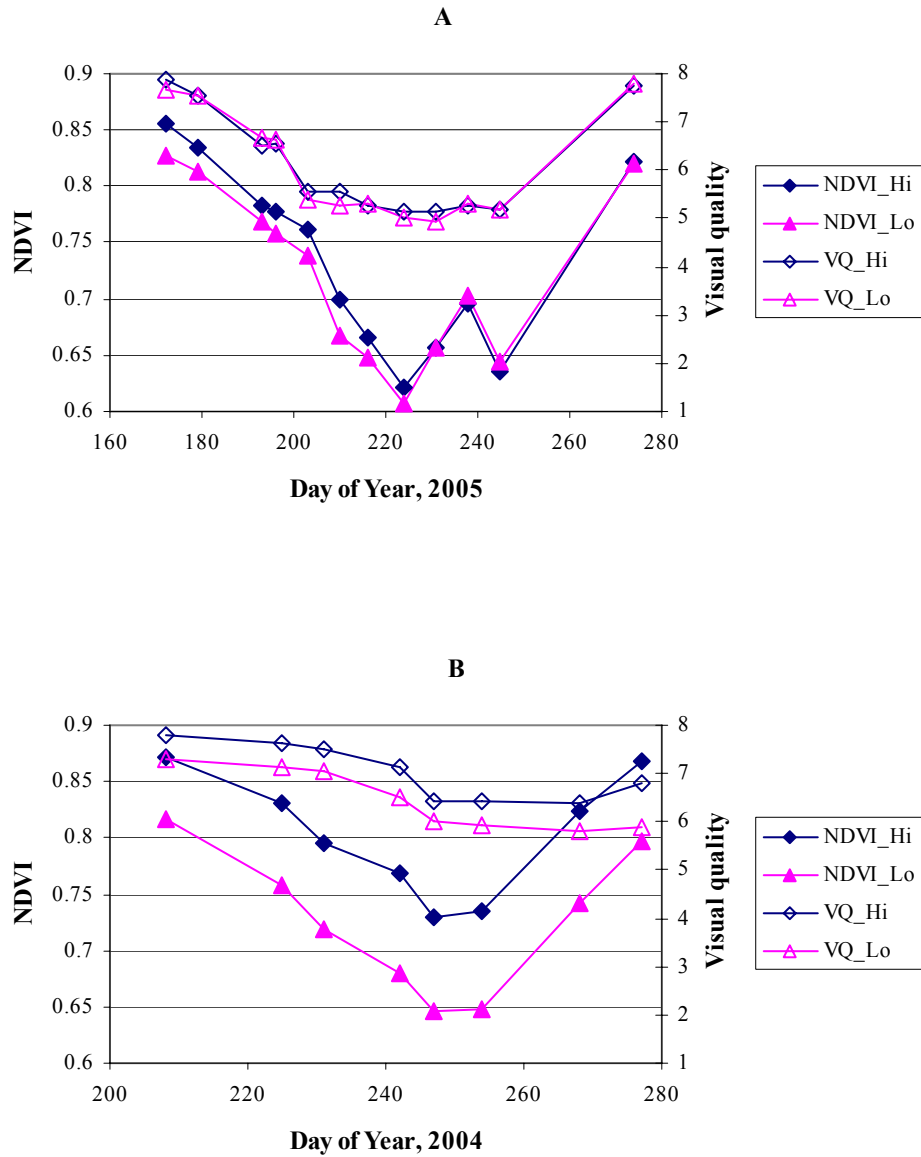 A
0.9
0.85
0.8
0.75
0.7
0.65
0.6
NDVI
8
7
6
5
4
3
2
1
Visual quality
160 180 200 220 240 260 280
Day of Year, 2005
NDVI_Hi
NDVI_Lo
VQ_Hi
VQ_Lo
B
0.9
0.85
0.8
0.75
0.7
0.65
0.6
NDVI
8
7
6
5
4
3
2
1
Visual quality
200 220 240 260 280
Day of Year, 2004
NDVI_Hi
NDVI_Lo
VQ_Hi
VQ_Lo